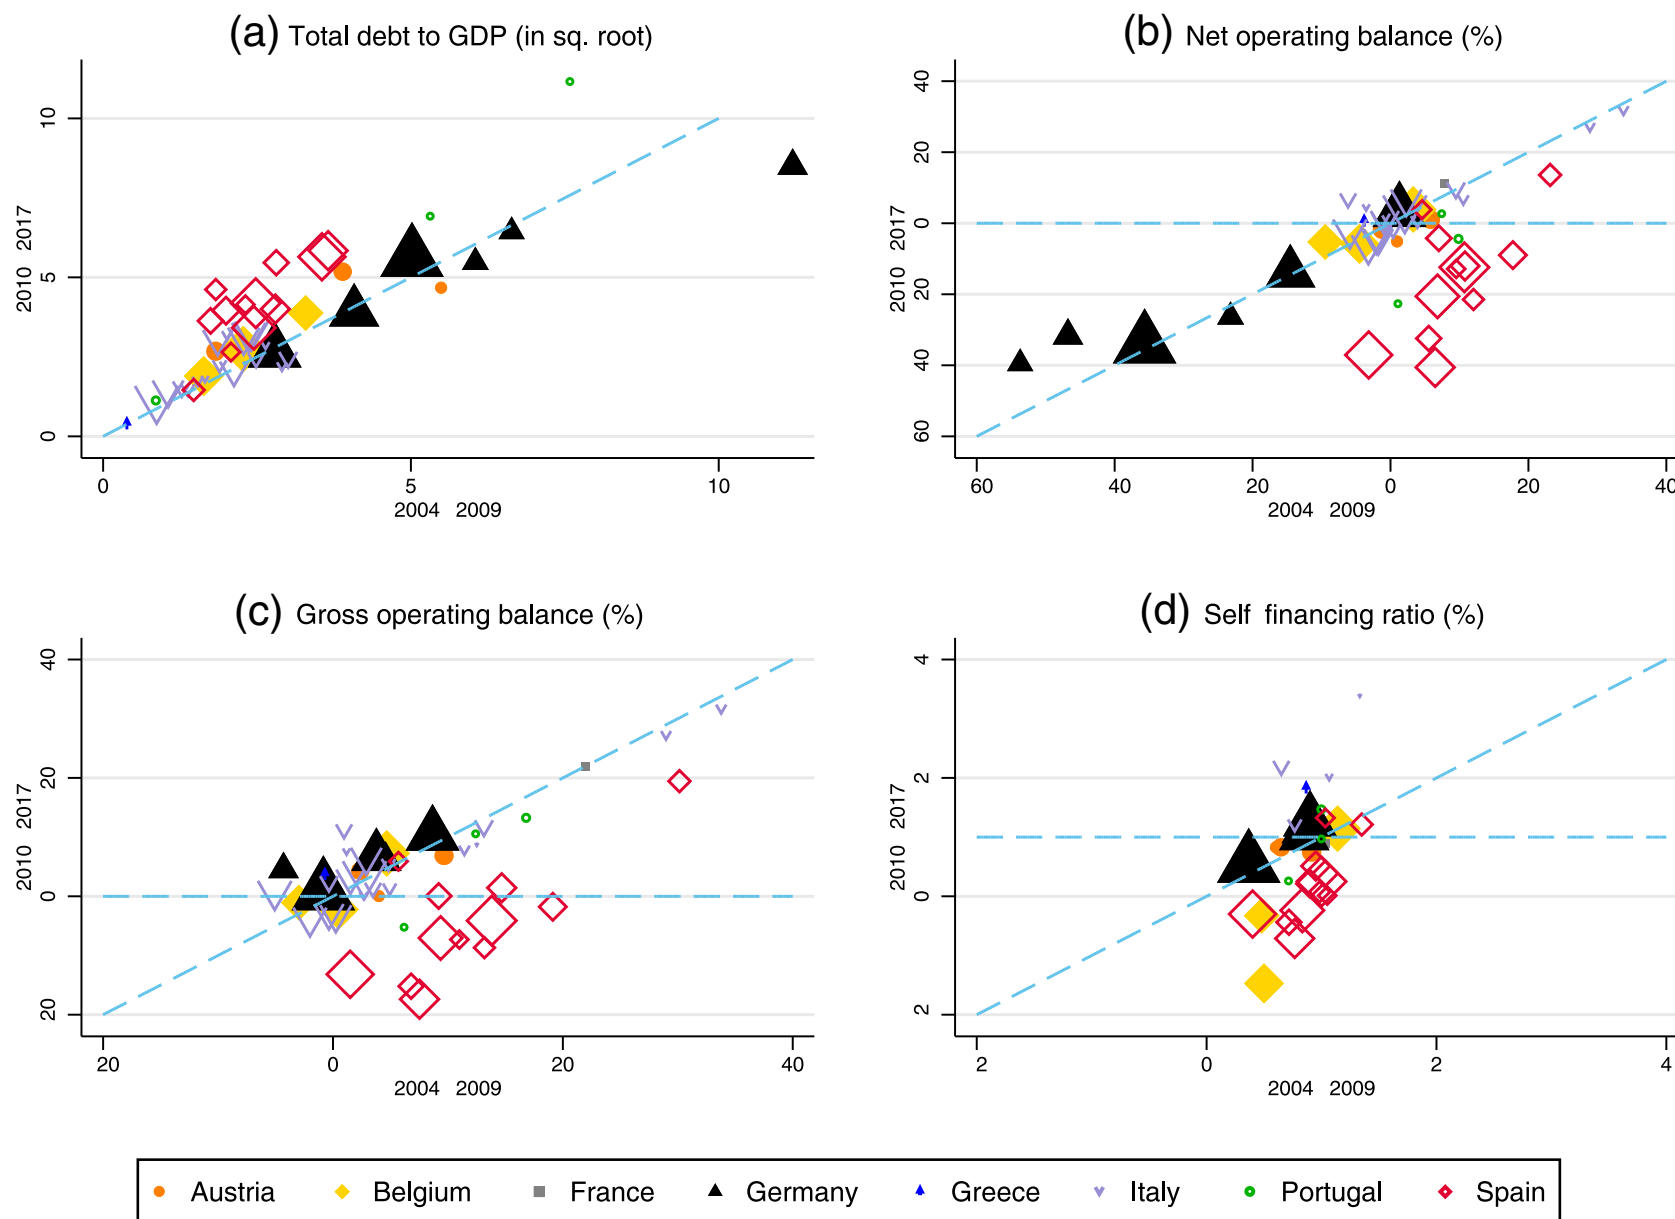 (a) Total debt to GDP (in sq. root)
10
5
0
2010 2017
0 5 10
2004 2009
(b) Net operating balance (%)
40
20
0
20
40
60
2010 2017
60 40 20 0 20 40
2004 2009
(c) Gross operating balance (%)
40
20
0
20
2010 2017
20 0 20 40
2004 2009
(d) Self financing ratio (%)
4
2
0
2
2010 2017
2 0 2 4
2004 2009
Austria Belgium France Germany Greece Italy Portugal Spain